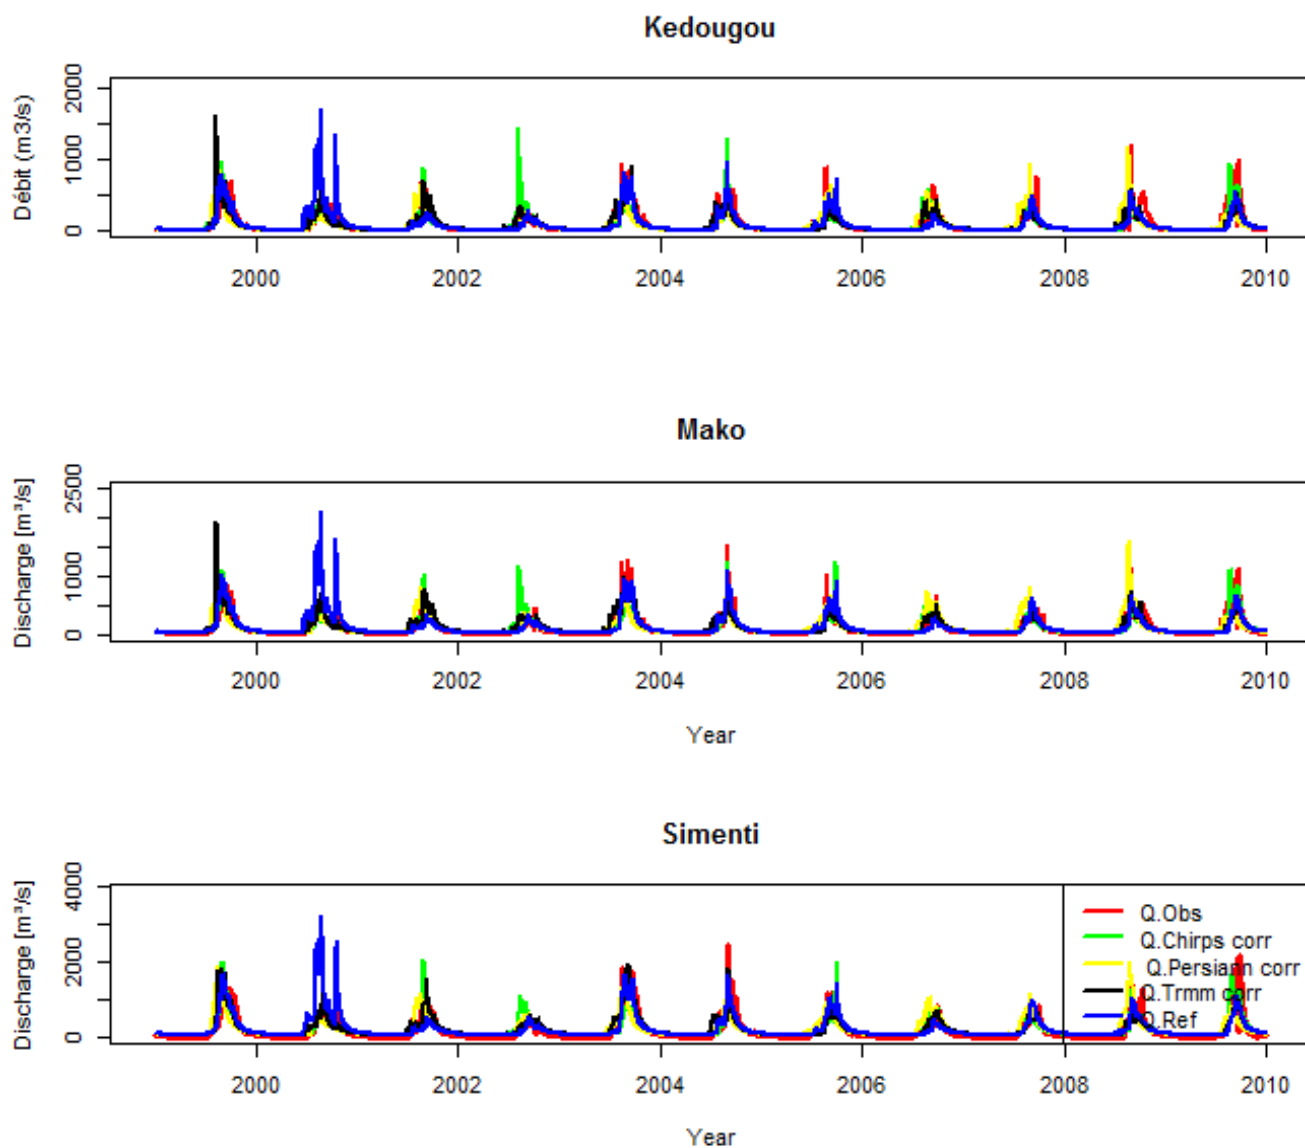 Kedougou
Débit (m3/s)
2000
1000
0
2000 2002 2004 2006 2008 2010
Mako
Discharge [m³/s]
2500
1000
0
2000 2002 2004 2006 2008 2010
Year
Simenti
Discharge [m³/s]
4000
2000
0
Q.Obs
Q.Chirps corr
Q.Persiann corr
Q.Trmm corr
Q.Ref
2000 2002 2004 2006 2008 2010
Year